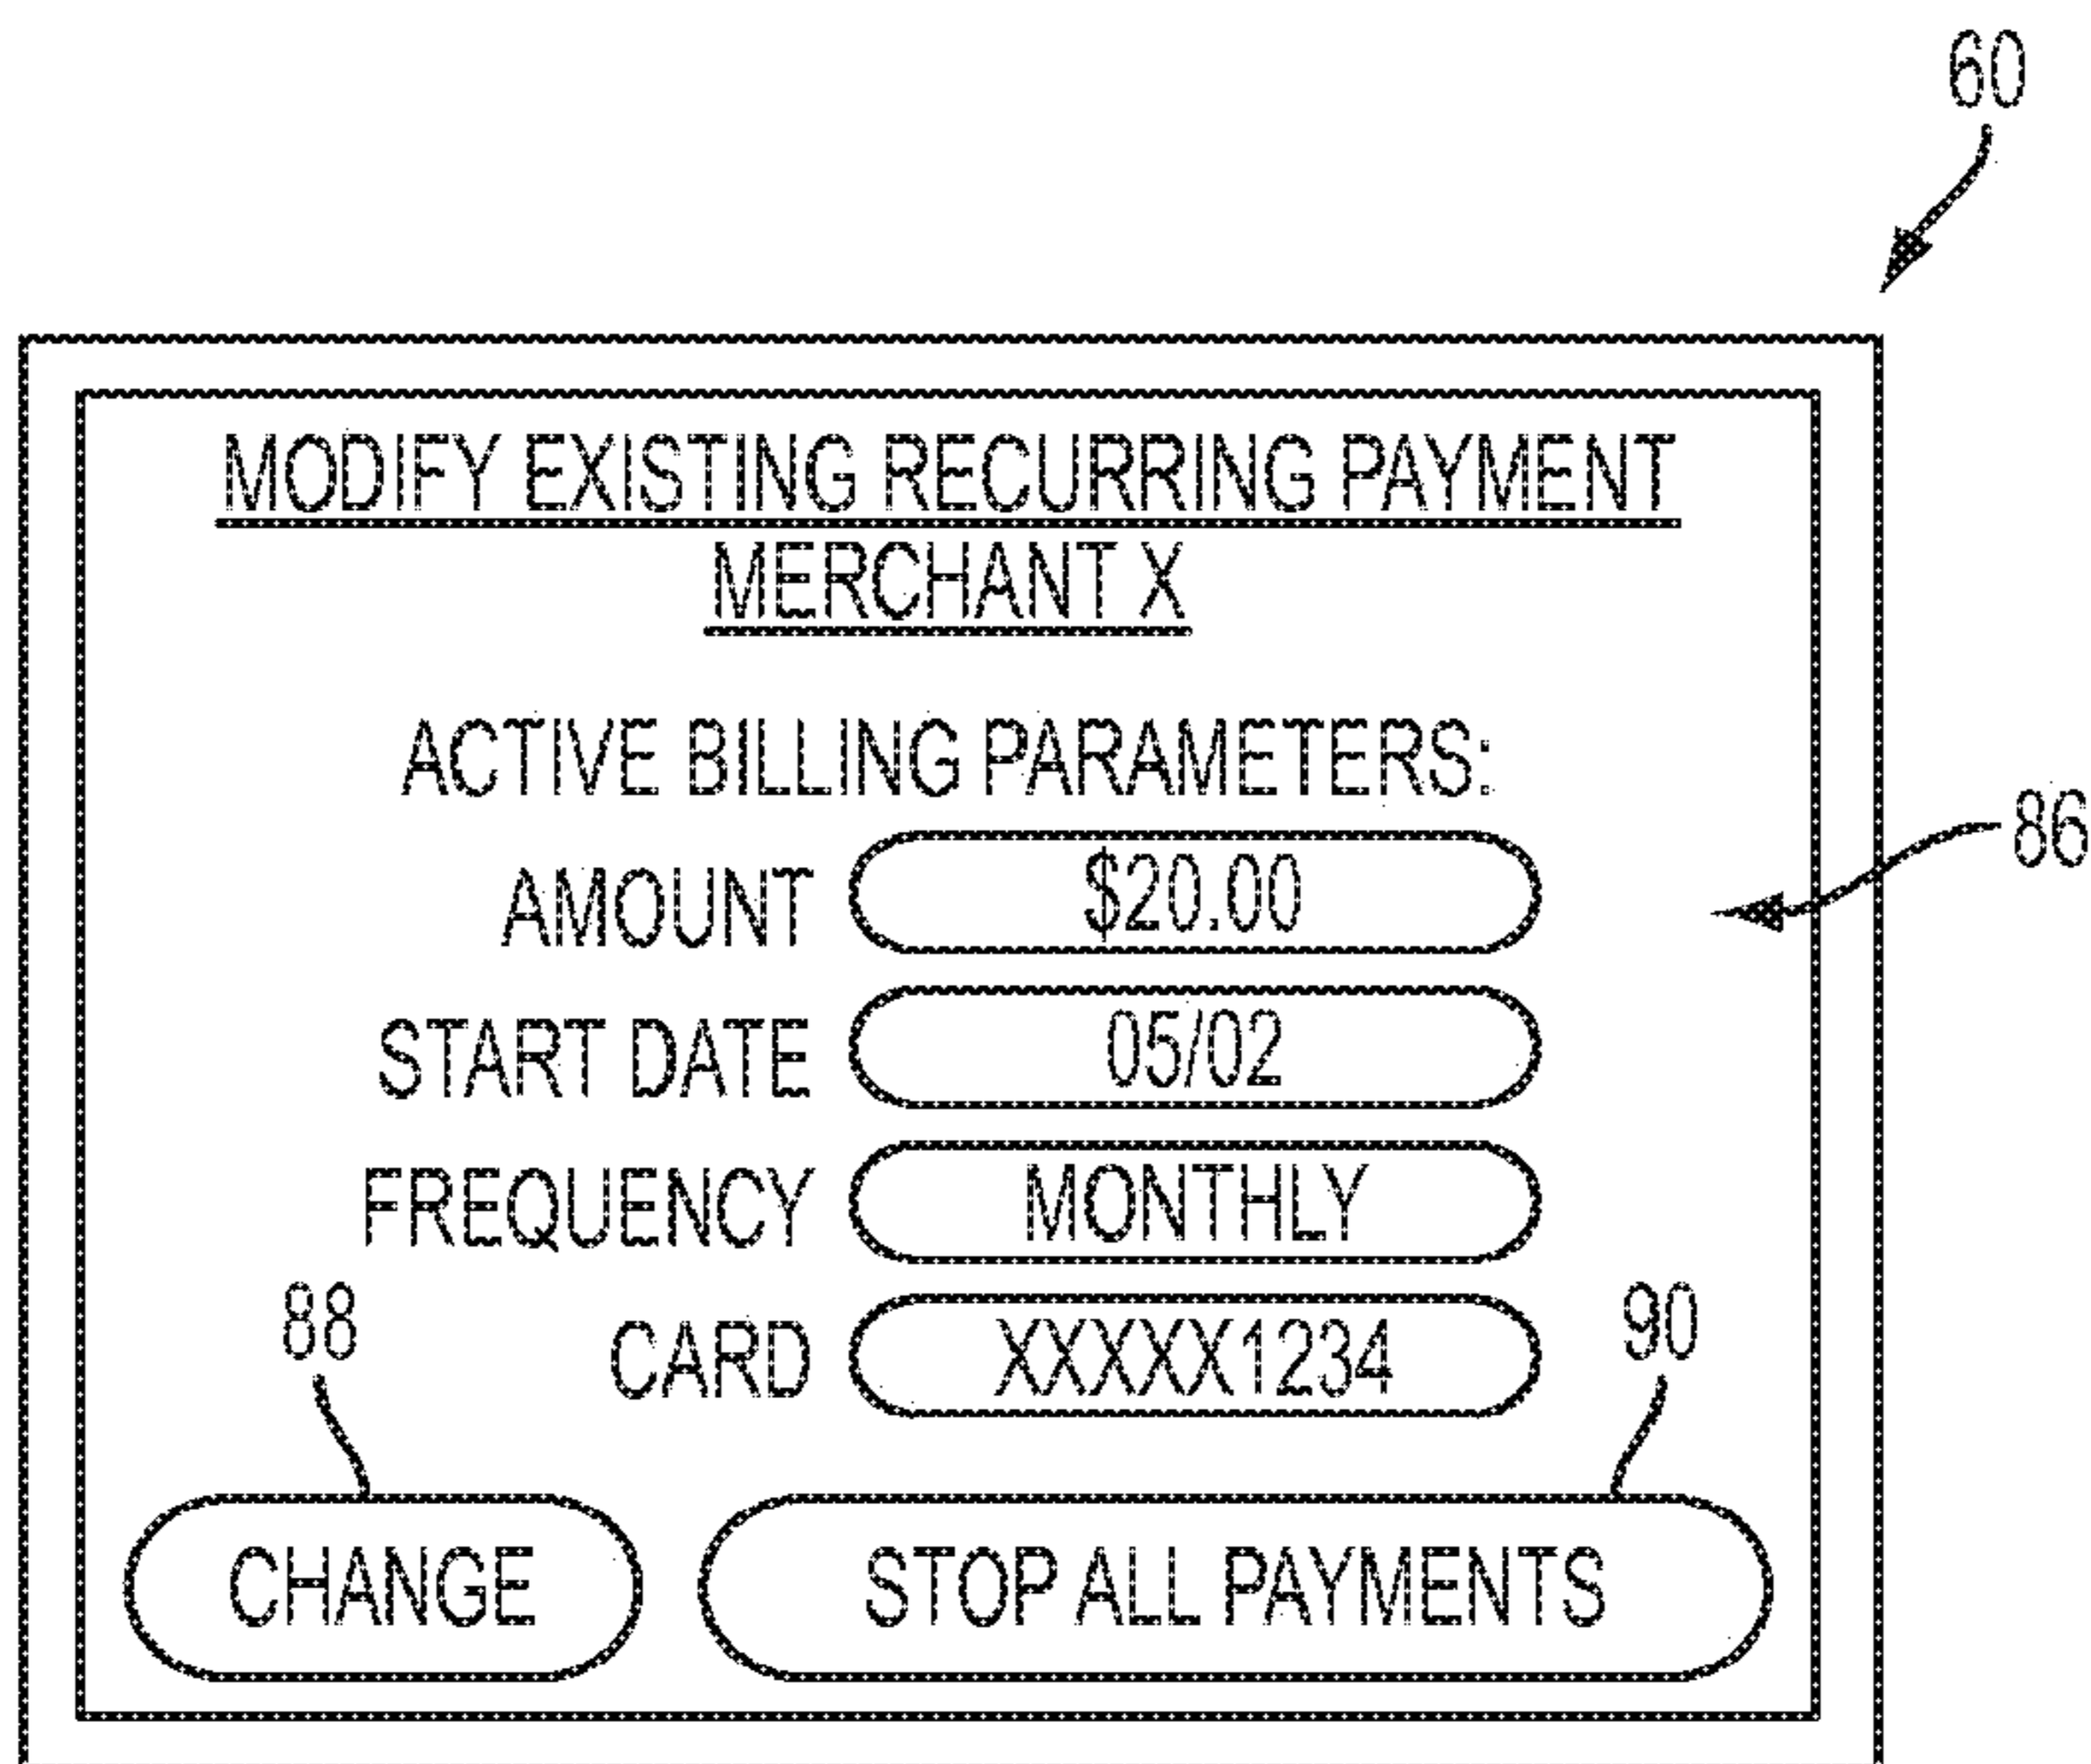 60
MODIFY EXISTING RECURRING PAYMENT
MERCHANT X
ACTIVE BILLING PARAMETERS:
86
AMOUNT $20.00
START DATE 05/02
FREQUENCY MONTHLY
88
CARD XXXXX1234
90
CHANGE
STOP ALL PAYMENTS